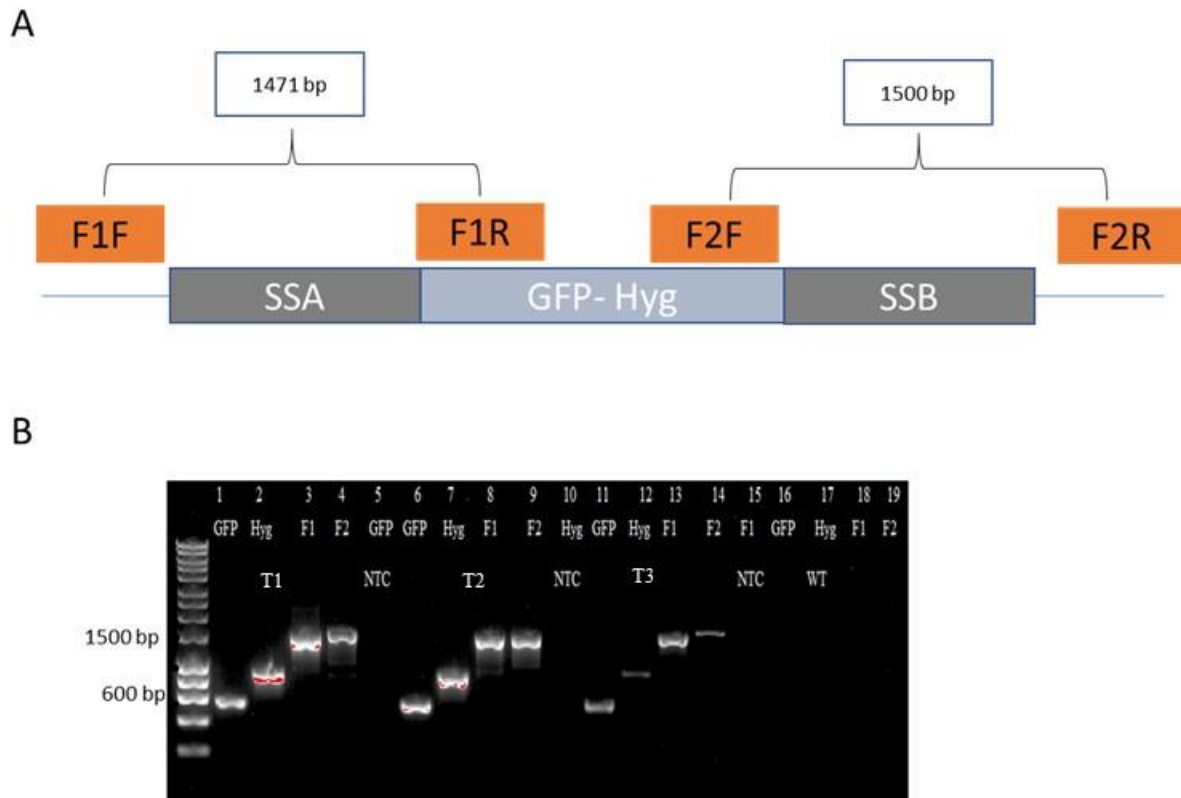 A
1471 bp
1500 bp
F1F
F1R
F2F
F2R
SSA
GFP- Hyg
SSB
B
1 2 3 4 5 6 7 8 9 10 11 12 13 14 15 16 17 18 19
GFP Hyg F1 F2 GFP GFP Hyg F1 F2 Hyg GFP Hyg F1 F2 F1 GFP Hyg F1 F2
T1 NTC T2 NTC T3 NTC WT
1500 bp
600 bp